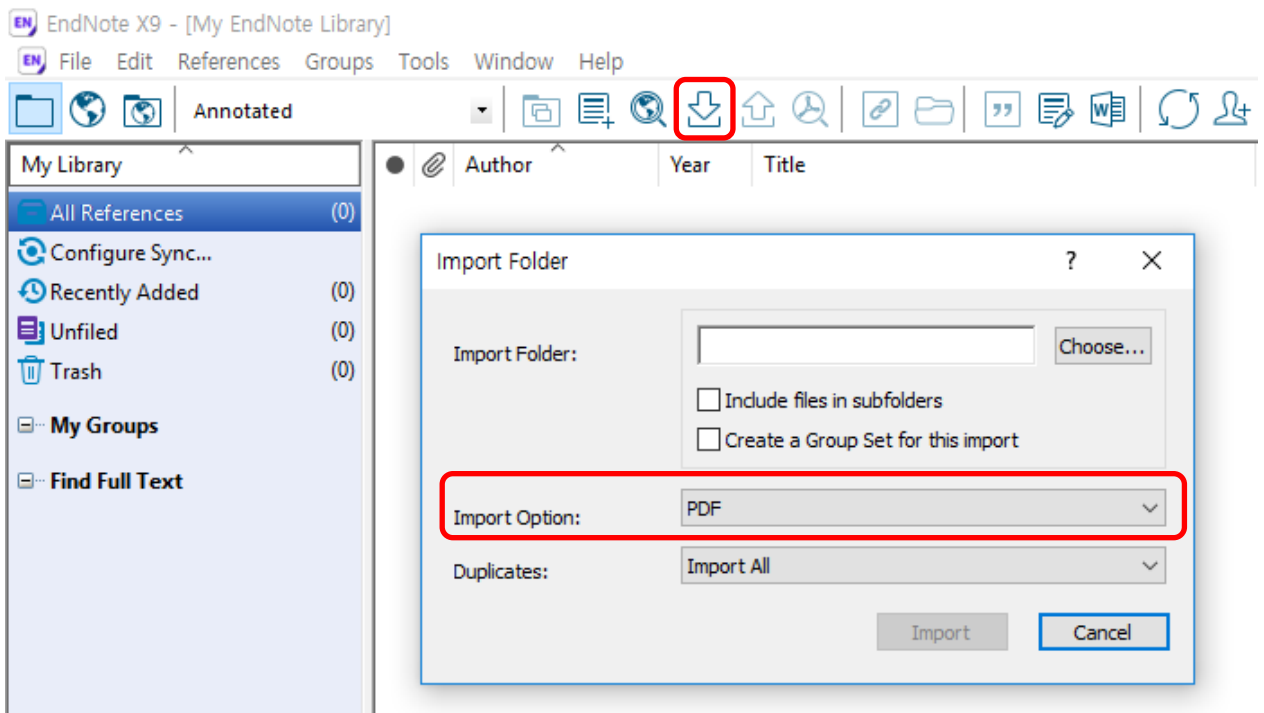 EN EndNote X9 - [My EndNote Library]
EN File Edit References Groups Tools Window Help
Annotated
My Library
Author Year Title
All References (0)
Configure Sync...
Recently Added (0)
Unfiled (0)
Trash (0)
My Groups
Find Full Text
Import Folder ?
Import Folder: Choose...
Include files in subfolders
Create a Group Set for this import
Import Option: PDF
Duplicates: Import All
Import Cancel